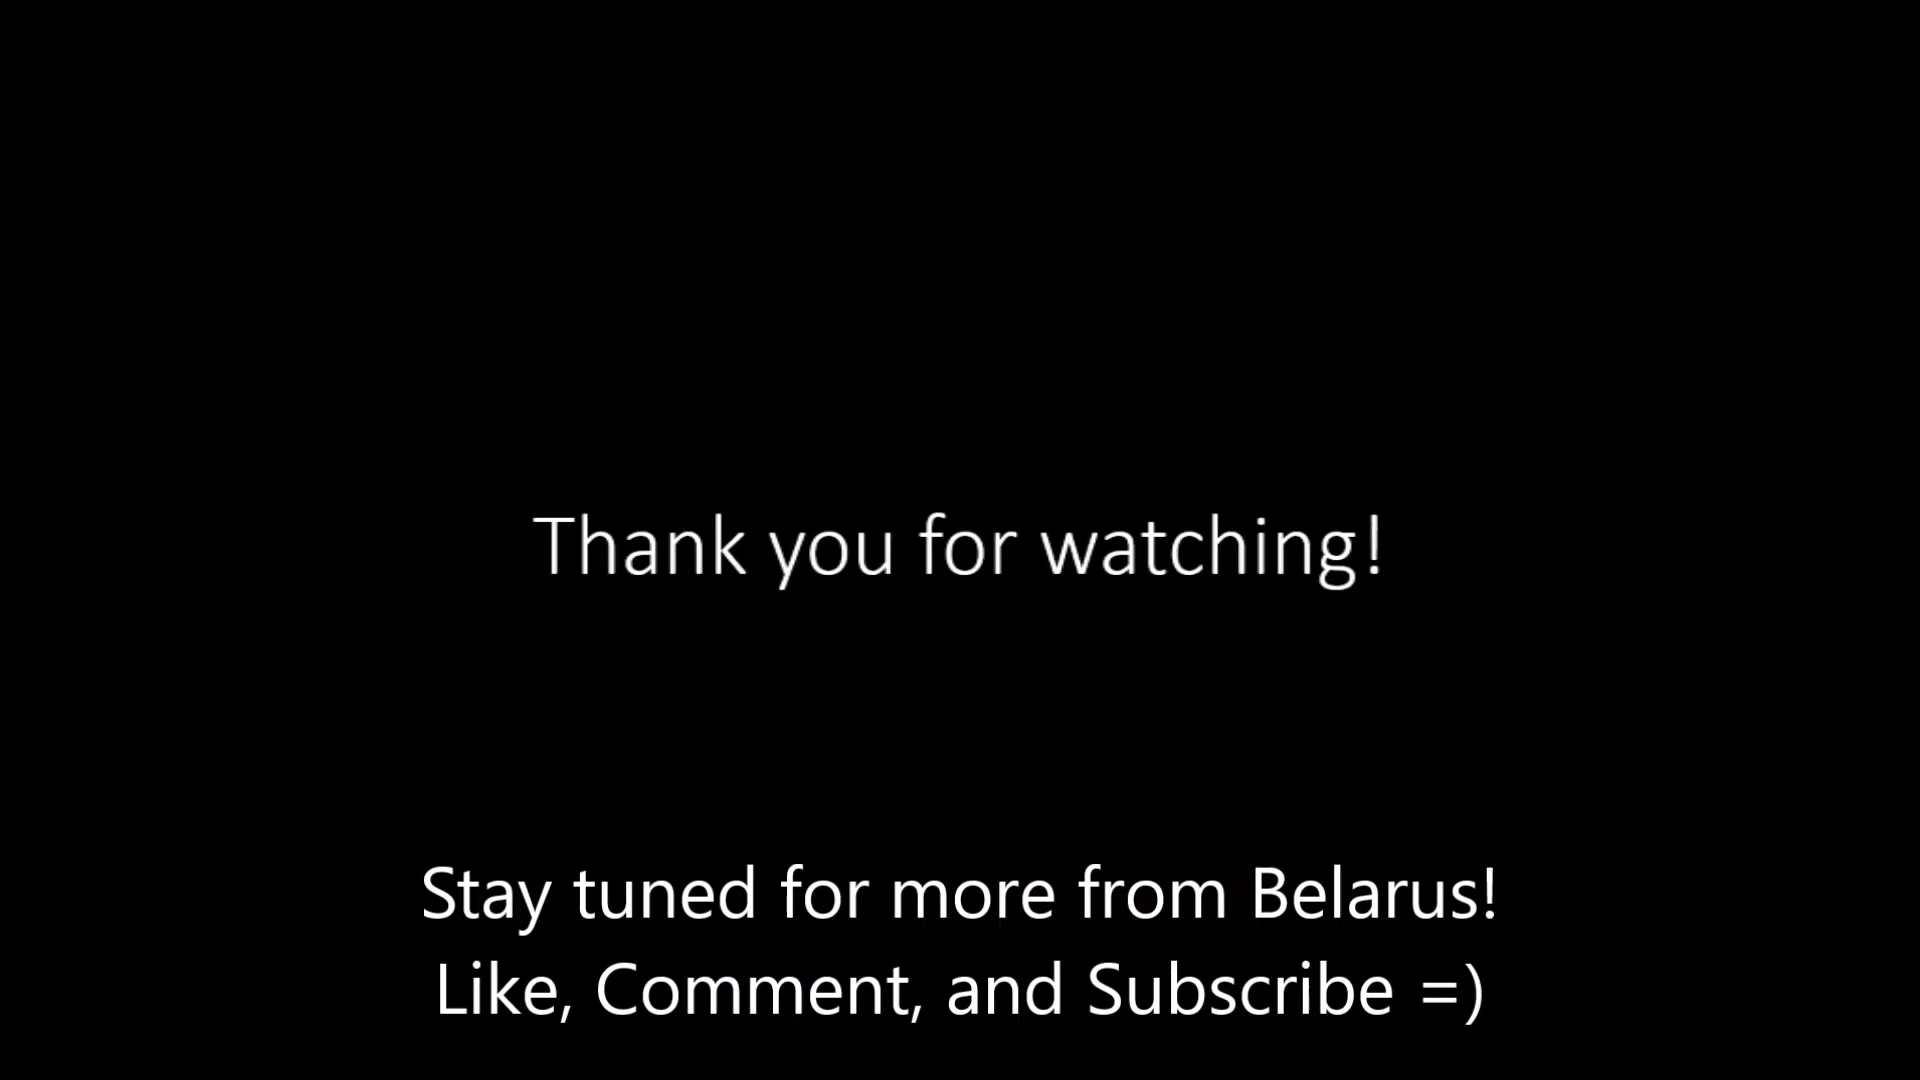 Thank you for watching!
Stay tuned for more from Belarus!
Like, Comment, and Subscribe =)